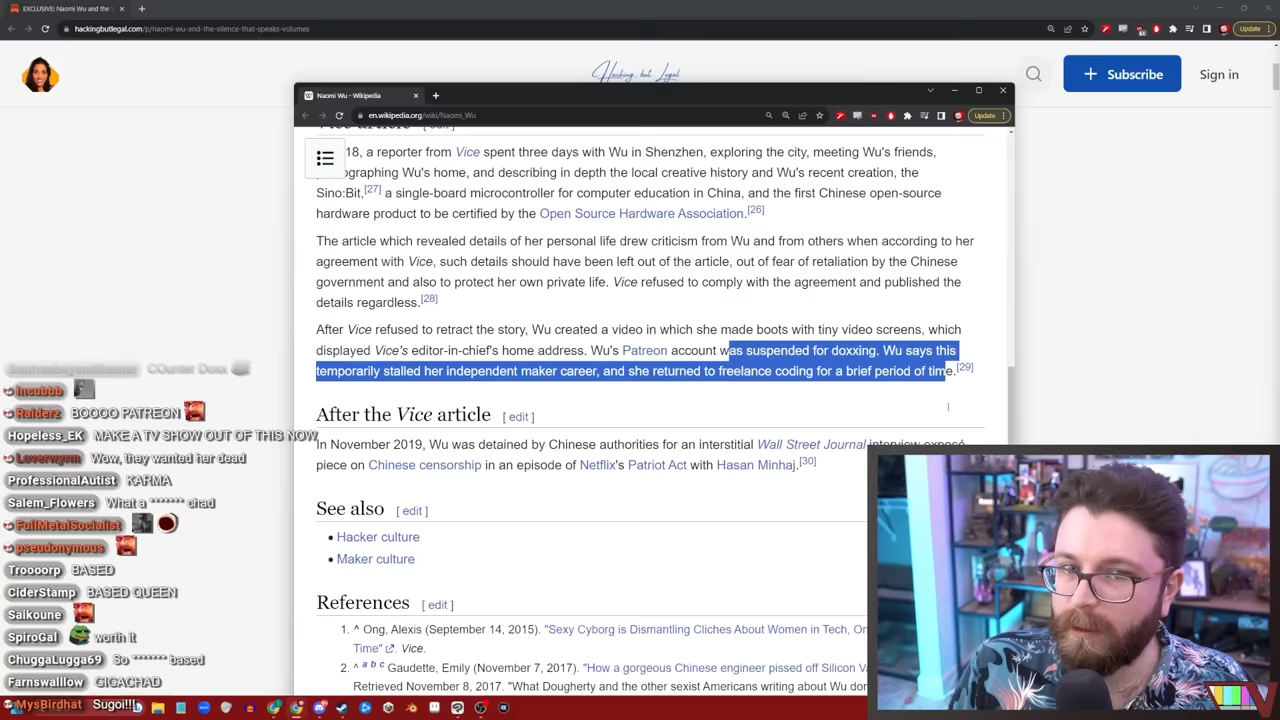 EXCLUSIVE: Naomi Wu and the S
hackingbutlegal.com/p/naomi-wu-and-the-silence-that-speaks-volumes
Update
Hacking, but Legal
Subscribe
Sign in
Naomi Wu - Wikipedia
en.wikipedia.org/wiki/Naomi_Wu
Update
Vice article [ edit ]
18, a reporter from Vice spent three days with Wu in Shenzhen, exploring the city, meeting Wu's friends,
ographing Wu's home, and describing in depth the local creative history and Wu's recent creation, the
Sino:Bit,[27] a single-board microcontroller for computer education in China, and the first Chinese open-source
hardware product to be certified by the Open Source Hardware Association.[26]
The article which revealed details of her personal life drew criticism from Wu and from others when according to her
agreement with Vice, such details should have been left out of the article, out of fear of retaliation by the Chinese
government and also to protect her own private life. Vice refused to comply with the agreement and published the
details regardless.[28]
After Vice refused to retract the story, Wu created a video in which she made boots with tiny video screens, which
displayed Vice's editor-in-chief's home address. Wu's Patreon account was suspended for doxxing. Wu says this
temporarily stalled her independent maker career, and she returned to freelance coding for a brief period of time.[29]
After the Vice article [ edit ]
In November 2019, Wu was detained by Chinese authorities for an interstitial Wall Street Journal interview exposé
piece on Chinese censorship in an episode of Netflix's Patriot Act with Hasan Minhaj.[30]
See also [ edit ]
• Hacker culture
• Maker culture
References [ edit ]
1. ^ Ong, Alexis (September 14, 2015). "Sexy Cyborg is Dismantling Cliches About Women in Tech, On
Time". Vice.
2. ^ a b c Gaudette, Emily (November 7, 2017). "How a gorgeous Chinese engineer pissed off Silicon Va
Retrieved November 8, 2017. "What Dougherty and the other sexist Americans writing about Wu don
COunter Doxx
incubbb
Raiderz BOOOO PATREON
Hopeless_EK MAKE A TV SHOW OUT OF THIS NOW
Loverwyrm Wow, they wanted her dead
ProfessionalAutist KARMA
Salem_Flowers What a ******* chad
FullMetalSocialist
pseudonymous
Troooorp BASED
CiderStamp BASED QUEEN
Saikoune
SpiroGal worth it
ChuggaLugga69 So ******* based
Farnswalllow GIGACHAD
MysBirdhat Sugoi!!!